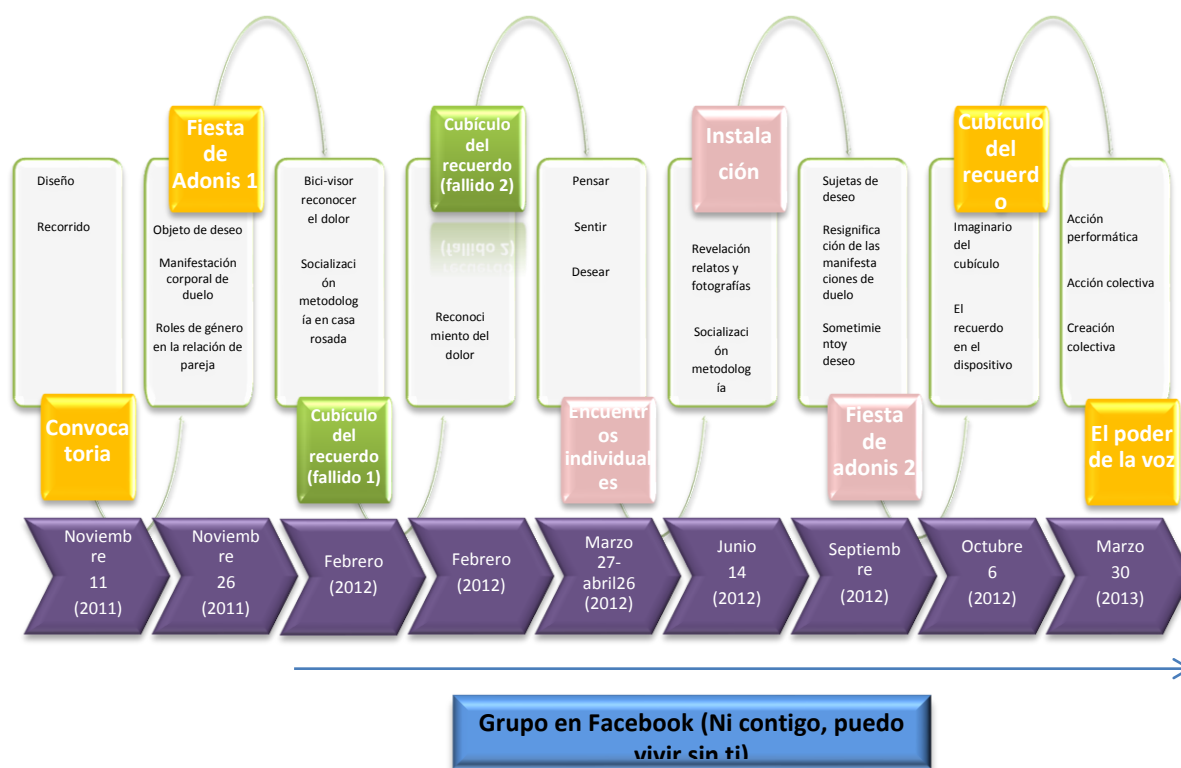 Diseño
Recorrido
Convoca
toria
Fiesta
de
Adonis 1
Objeto de deseo
Manifestación
corporal de
duelo
Roles de género
en la relación de
pareja
Bici-visor
reconocer
el dolor
Socializaci
ón
metodolog
ía en casa
rosada
Cubículo
del
recuerdo
(fallido 1)
Cubículo
del
recuerdo
(fallido 2)
Reconoci
miento del
dolor
Pensar
Sentir
Desear
Encuentr
os
individual
es
Instala
ción
Revelación
relatos y
fotografías
Socializaci
ón
metodolog
ía
Sujetas de
deseo
Resignifica
ción de las
manifesta
ciones de
duelo
Sometimie
ntoy
deseo
Fiesta
de
adonis 2
Cubículo
del
recuerd
o
Imaginario
del
cubículo
El
recuerdo
en el
dispositivo
Acción
performática
Acción colectiva
Creación
colectiva
El poder
de la voz
Noviemb
re
11
(2011)
Noviemb
re
26
(2011)
Febrero
(2012)
Febrero
(2012)
Marzo
27-
abril26
(2012)
Junio
14
(2012)
Septiemb
re
(2012)
Octubre
6
(2012)
Marzo
30
(2013)
Grupo en Facebook (Ni contigo, puedo
vivir sin ti)